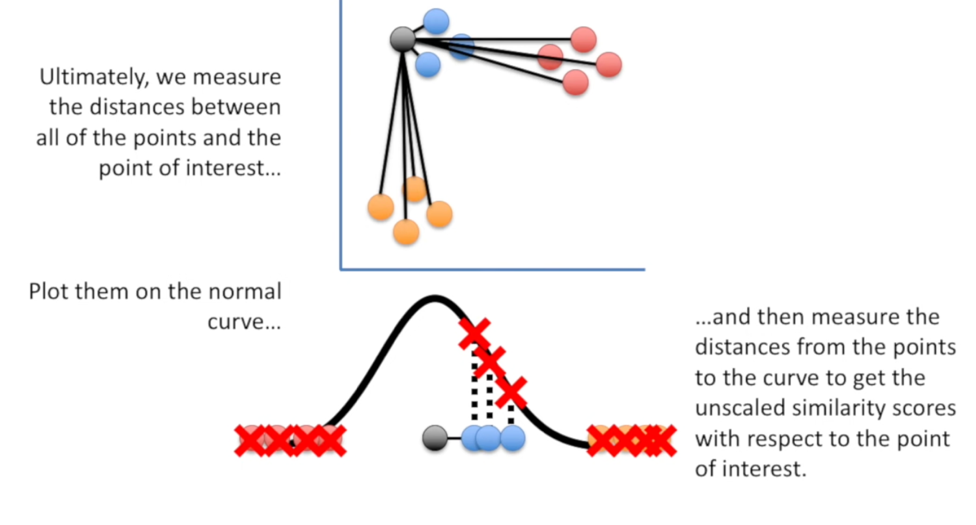 Ultimately, we measure
the distances between
all of the points and the
point of interest...
Plot them on the normal
curve...
...and then measure the
distances from the points
to the curve to get the
unscaled similarity scores
with respect to the point
of interest.